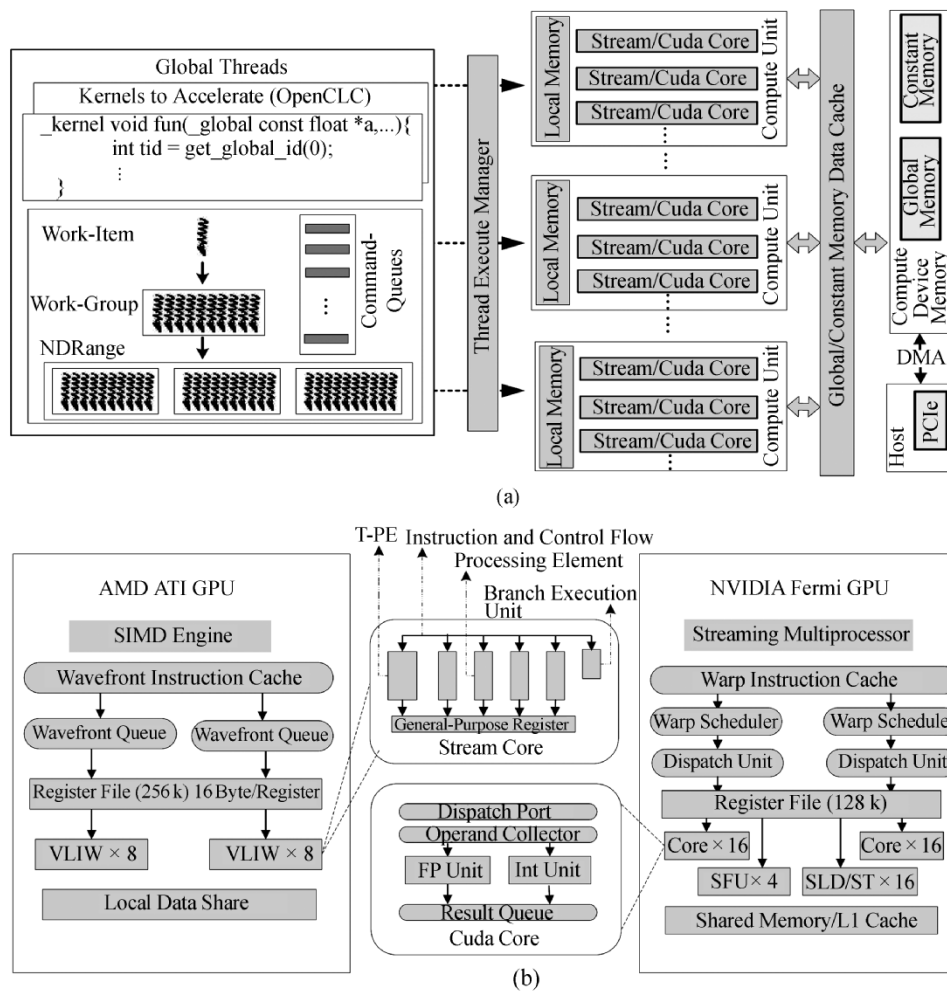 Global Threads
Kernels to Accelerate (OpenCLC)
_kernel void fun(_global const float *a,...){
int tid = get_global_id(0);
⋮
}
Work-Item
Work-Group
NDRange
Command-
Queues
Thread Execute Manager
Local Memory
Stream/Cuda Core
Stream/Cuda Core
Stream/Cuda Core
Compute Unit
Local Memory
Stream/Cuda Core
Stream/Cuda Core
Stream/Cuda Core
Compute Unit
Local Memory
Stream/Cuda Core
Stream/Cuda Core
Stream/Cuda Core
Compute Unit
Global/Constant Memory Data Cache
Constant
Memory
Global
Memory
Compute
Device
Memory
DMA
Host
PCIe
(a)
AMD ATI GPU
SIMD Engine
Wavefront Instruction Cache
Wavefront Queue
Wavefront Queue
Register File (256 k) 16 Byte/Register
VLIW × 8
VLIW × 8
Local Data Share
T-PE
Instruction and Control Flow
Processing Element
Branch Execution
Unit
General-Purpose Register
Stream Core
Dispatch Port
Operand Collector
FP Unit
Int Unit
Result Queue
Cuda Core
NVIDIA Fermi GPU
Streaming Multiprocessor
Warp Instruction Cache
Warp Scheduler
Warp Schedule
Dispatch Unit
Dispatch Unit
Register File (128 k)
Core × 16
Core × 16
SFU × 4
SLD/ST × 16
Shared Memory/L1 Cache
(b)